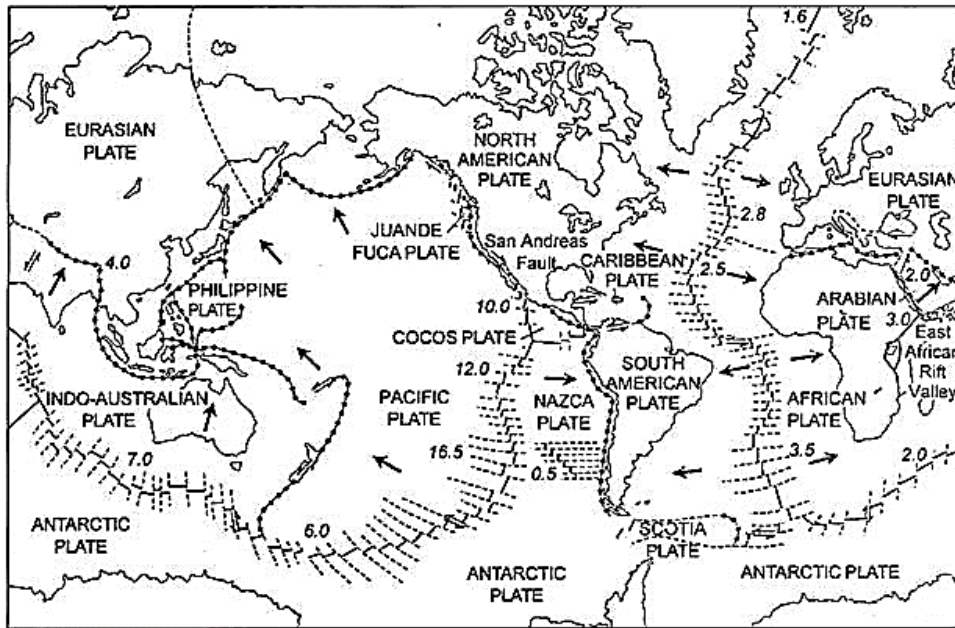 1.6
EURASIAN
PLATE
NORTH
AMERICAN
PLATE
EURASIAN
PLATE
2.8
JUANDE
FUCA PLATE
San Andreas
Fault
CARIBBEAN
PLATE
2.5
4.0
2.0
PHILIPPINE
PLATE
ARABIAN
PLATE
3.0
East
African
Rift
Valley
10.0
COCOS PLATE
12.0
SOUTH
AMERICAN
PLATE
INDO-AUSTRALIAN
PLATE
PACIFIC
PLATE
NAZCA
PLATE
AFRICAN
PLATE
7.0
16.5
0.5
3.5
2.0
ANTARCTIC
PLATE
6.0
SCOTIA
PLATE
ANTARCTIC
PLATE
ANTARCTIC PLATE